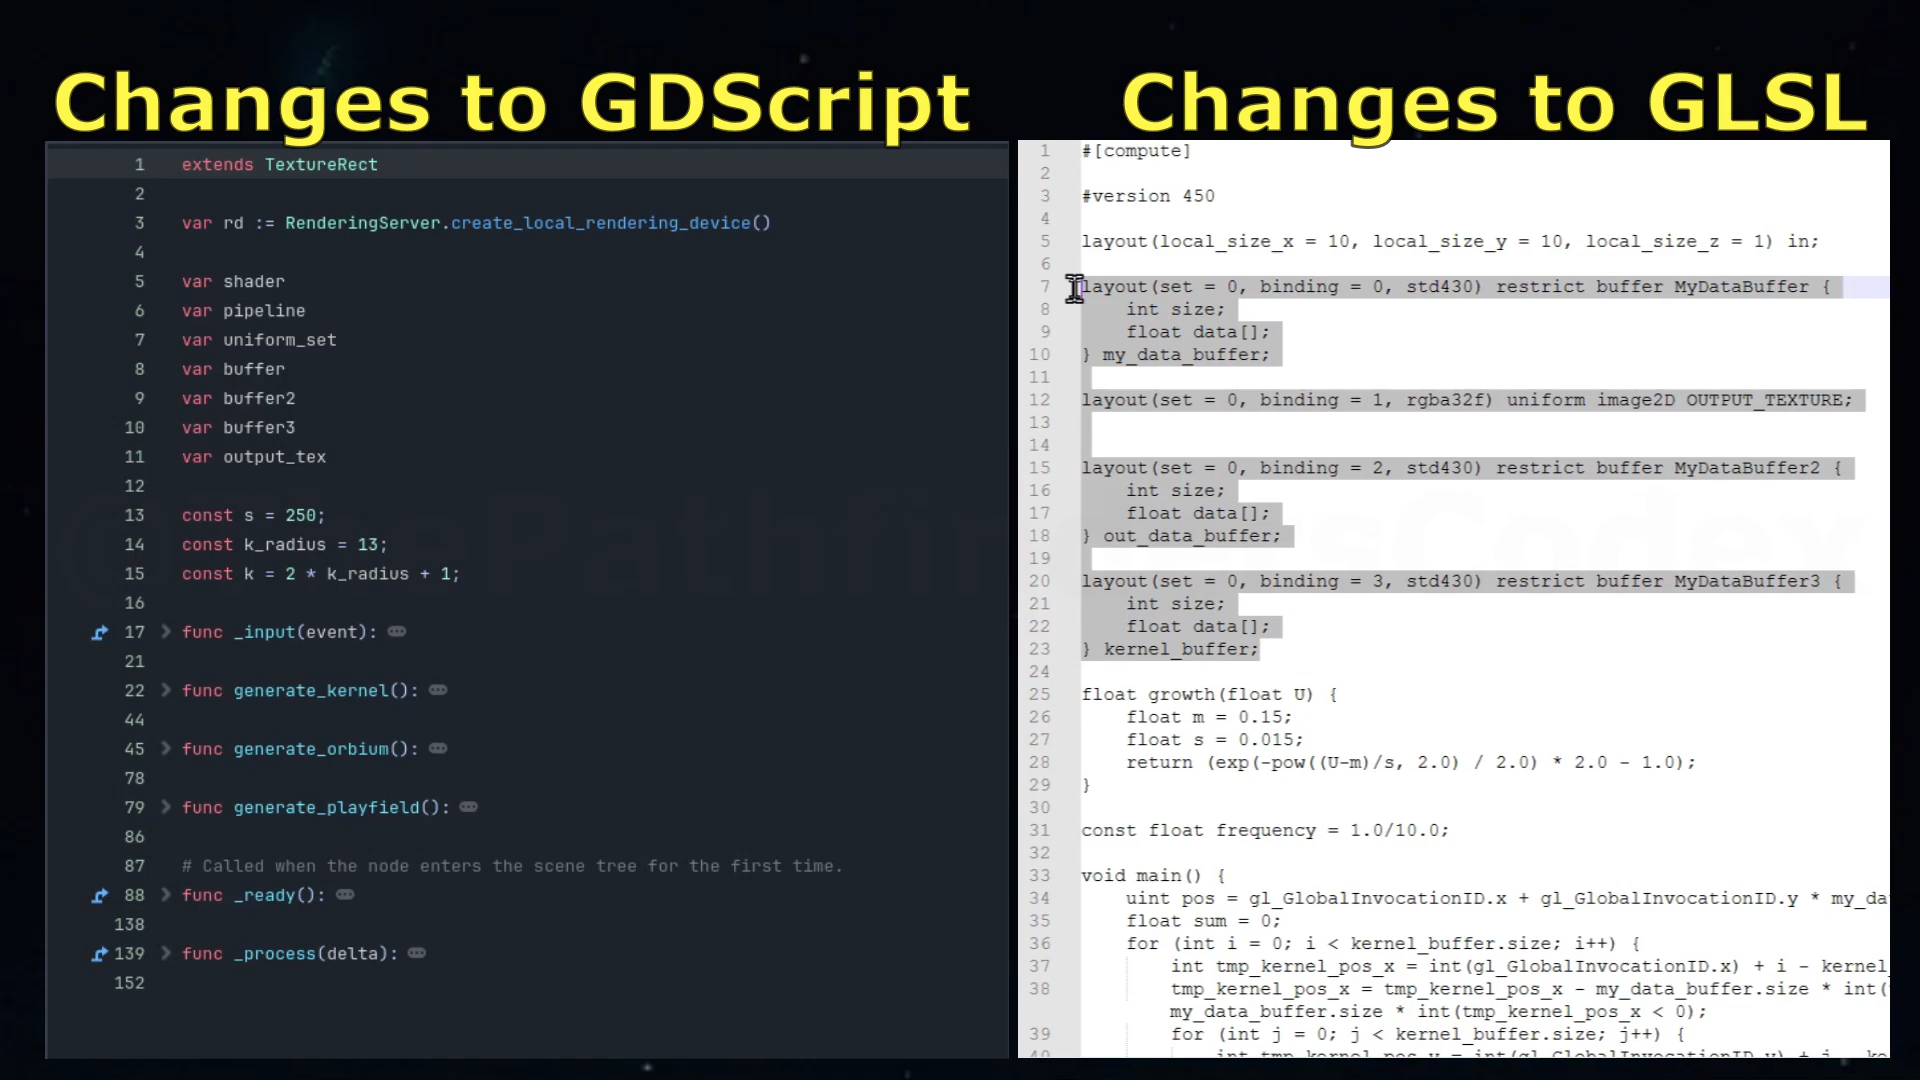 Changes to GDScript
1 extends TextureRect
2
3 var rd := RenderingServer.create_local_rendering_device()
4
5 var shader
6 var pipeline
7 var uniform_set
8 var buffer
9 var buffer2
10 var buffer3
11 var output_tex
12
13 const s = 250;
14 const k_radius = 13;
15 const k = 2 * k_radius + 1;
16
17 func _input(event):
21
22 func generate_kernel():
44
45 func generate_orbium():
78
79 func generate_playfield():
86
87 # Called when the node enters the scene tree for the first time.
88 func _ready():
138
139 func _process(delta):
152
Changes to GLSL
1 #[compute]
2
3 #version 450
4
5 layout(local_size_x = 10, local_size_y = 10, local_size_z = 1) in;
6
7 layout(set = 0, binding = 0, std430) restrict buffer MyDataBuffer {
8 int size;
9 float data[];
10 } my_data_buffer;
11
12 layout(set = 0, binding = 1, rgba32f) uniform image2D OUTPUT_TEXTURE;
13
14
15 layout(set = 0, binding = 2, std430) restrict buffer MyDataBuffer2 {
16 int size;
17 float data[];
18 } out_data_buffer;
19
20 layout(set = 0, binding = 3, std430) restrict buffer MyDataBuffer3 {
21 int size;
22 float data[];
23 } kernel_buffer;
24
25 float growth(float U) {
26 float m = 0.15;
27 float s = 0.015;
28 return (exp(-pow((U-m)/s, 2.0) / 2.0) * 2.0 - 1.0);
29 }
30
31 const float frequency = 1.0/10.0;
32
33 void main() {
34 uint pos = gl_GlobalInvocationID.x + gl_GlobalInvocationID.y * my_da
35 float sum = 0;
36 for (int i = 0; i < kernel_buffer.size; i++) {
37 int tmp_kernel_pos_x = int(gl_GlobalInvocationID.x) + i - kernel_
38 tmp_kernel_pos_x = tmp_kernel_pos_x - my_data_buffer.size * int(
my_data_buffer.size * int(tmp_kernel_pos_x < 0);
39 for (int j = 0; j < kernel_buffer.size; j++) {